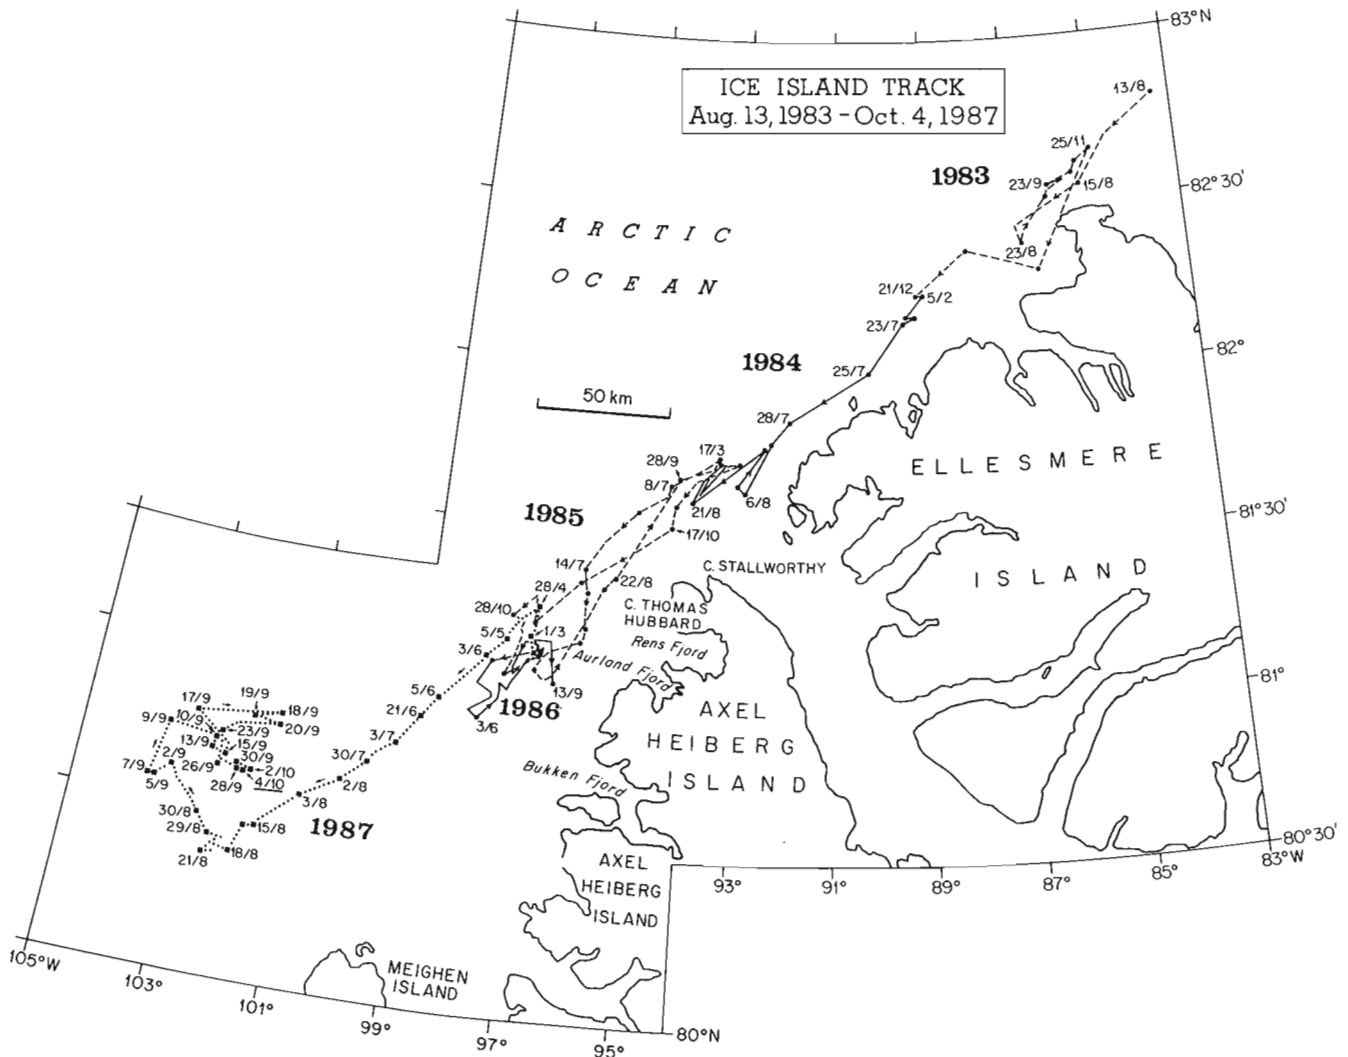 83°N
ICE ISLAND TRACK
Aug. 13, 1983 - Oct. 4, 1987
13/8
25/11
1983
23/9
15/8
82°30'
ARCTIC
23/8
OCEAN
21/12
5/2
23/7
82°
1984
25/7
50 km
28/7
17/3
28/9
ELLESMERE
8/7
6/8
21/8
1985
81°30'
17/10
14/7
C. STALLWORTHY
ISLAND
22/8
28/4
28/10
C. THOMAS
HUBBARD
5/5
1/3
Rens Fjord
3/6
Aurland Fjord
81°
13/9
5/6
1986
3/6
AXEL
HEIBERG
ISLAND
21/6
17/9
19/9
18/9
9/9
10/9
20/9
23/9
3/7
13/9
15/9
2/9
30/9
30/7
7/9
26/9
2/10
5/9
28/9
4/10
2/8
Bukken Fjord
3/8
30/8
1987
29/8
15/8
21/8
18/8
80°30'
83°W
85°
87°
89°
91°
93°
AXEL
HEIBERG
ISLAND
105°W
103°
101°
99°
97°
95°
80°N
MEIGHEN
ISLAND